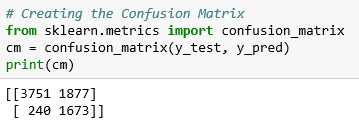 # Creating the Confusion Matrix
from sklearn.metrics import confusion_matrix
cm = confusion_matrix(y_test, y_pred)
print(cm)
[[3751 1877]
 [ 240 1673]]